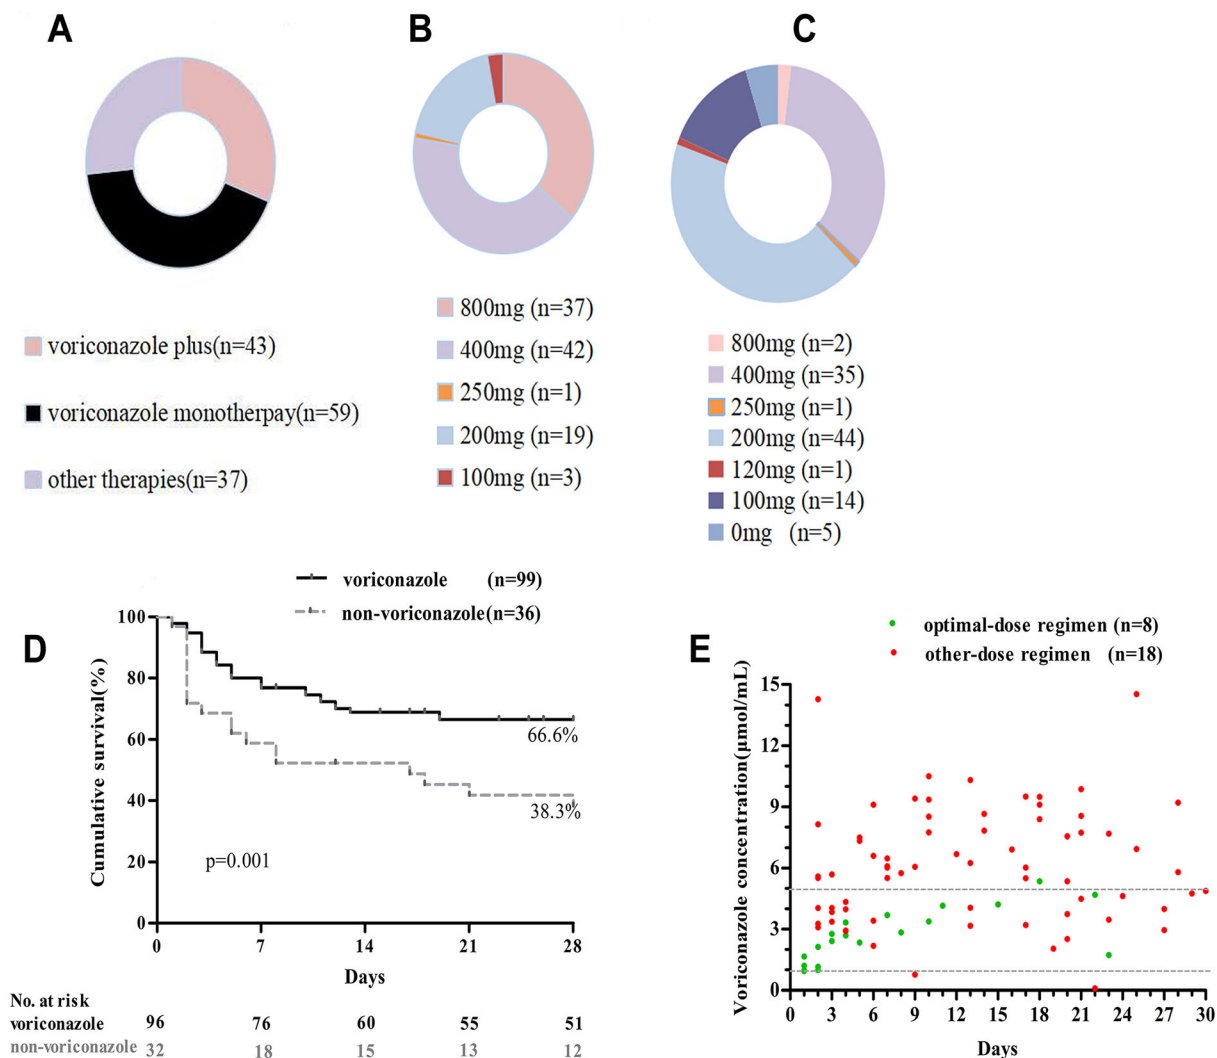 A
B
C
voriconazole plus(n=43)
voriconazole monotherpay(n=59)
other therapies(n=37)
800mg (n=37)
400mg (n=42)
250mg (n=1)
200mg (n=19)
100mg (n=3)
800mg (n=2)
400mg (n=35)
250mg (n=1)
200mg (n=44)
120mg (n=1)
100mg (n=14)
0mg (n=5)
D
voriconazole (n=99)
non-voriconazole(n=36)
Cumulative survival(%)
100
80
60
40
20
0
66.6%
38.3%
p=0.001
0 7 14 21 28
Days
No. at risk
voriconazole 96 76 60 55 51
non-voriconazole 32 18 15 13 12
E
optimal-dose regimen (n=8)
other-dose regimen (n=18)
Voriconazole concentration(μmol/mL)
15
12
9
6
3
0
0 3 6 9 12 15 18 21 24 27 30
Days